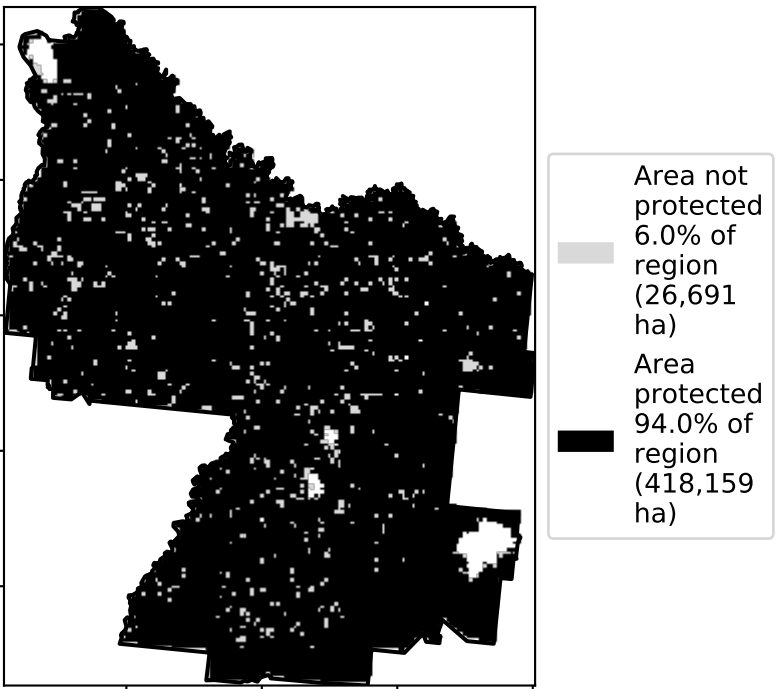 Area not
protected
6.0% of
region
(26,691
ha)
Area
protected
94.0% of
region
(418,159
ha)